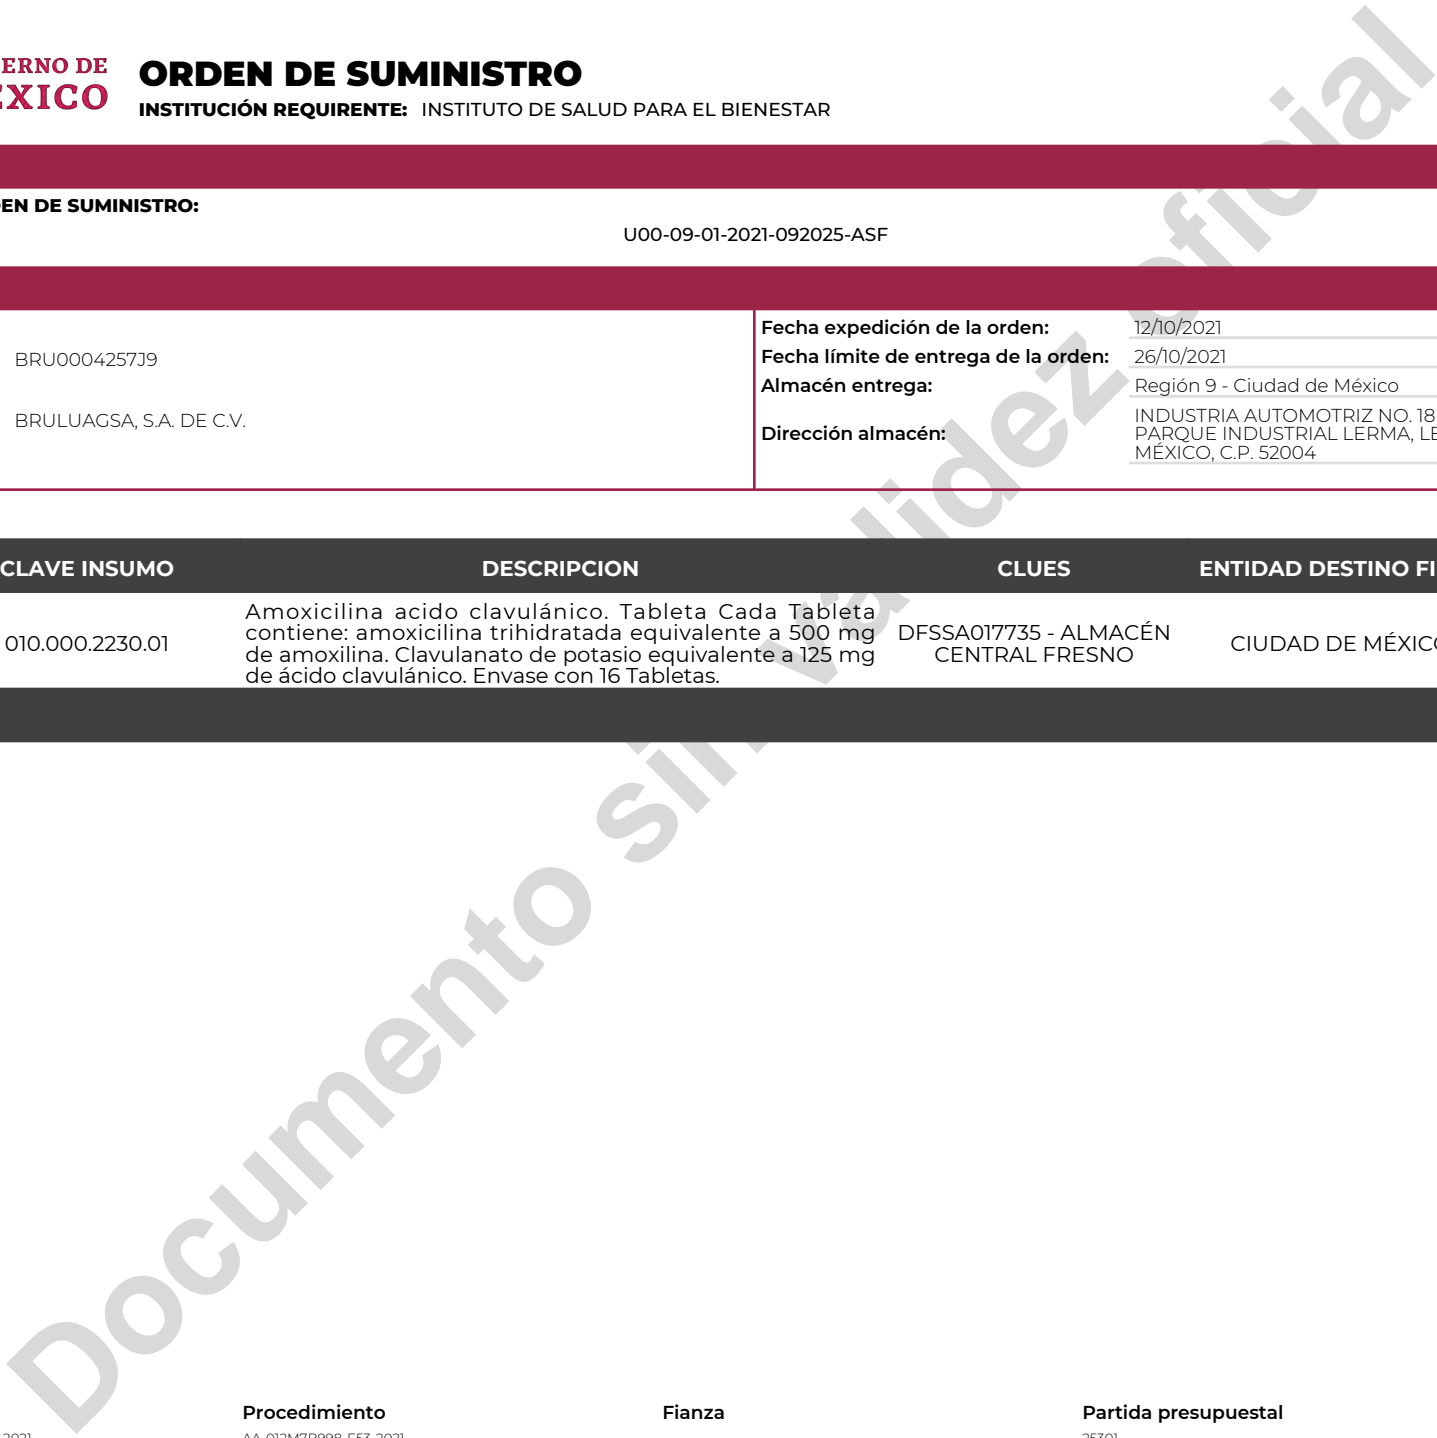 ERNO DE
ÉXICO
ORDEN DE SUMINISTRO
INSTITUCIÓN REQUIRENTE: INSTITUTO DE SALUD PARA EL BIENESTAR
EN DE SUMINISTRO:
U00-09-01-2021-092025-ASF
BRU0004257J9
BRULUAGSA, S.A. DE C.V.
Fecha expedición de la orden: 12/10/2021
Fecha límite de entrega de la orden: 26/10/2021
Almacén entrega: Región 9 - Ciudad de México
Dirección almacén:
INDUSTRIA AUTOMOTRIZ NO. 18
PARQUE INDUSTRIAL LERMA, LE
MÉXICO, C.P. 52004
CLAVE INSUMO DESCRIPCION CLUES ENTIDAD DESTINO FI
010.000.2230.01
Amoxicilina acido clavulánico. Tableta Cada Tableta
contiene: amoxicilina trihidratada equivalente a 500 mg
de amoxilina. Clavulanato de potasio equivalente a 125 mg
de ácido clavulánico. Envase con 16 Tabletas.
DFSSA017735 - ALMACÉN
CENTRAL FRESNO
CIUDAD DE MÉXICO
Documento sin validez oficial
Procedimiento Fianza Partida presupuestal